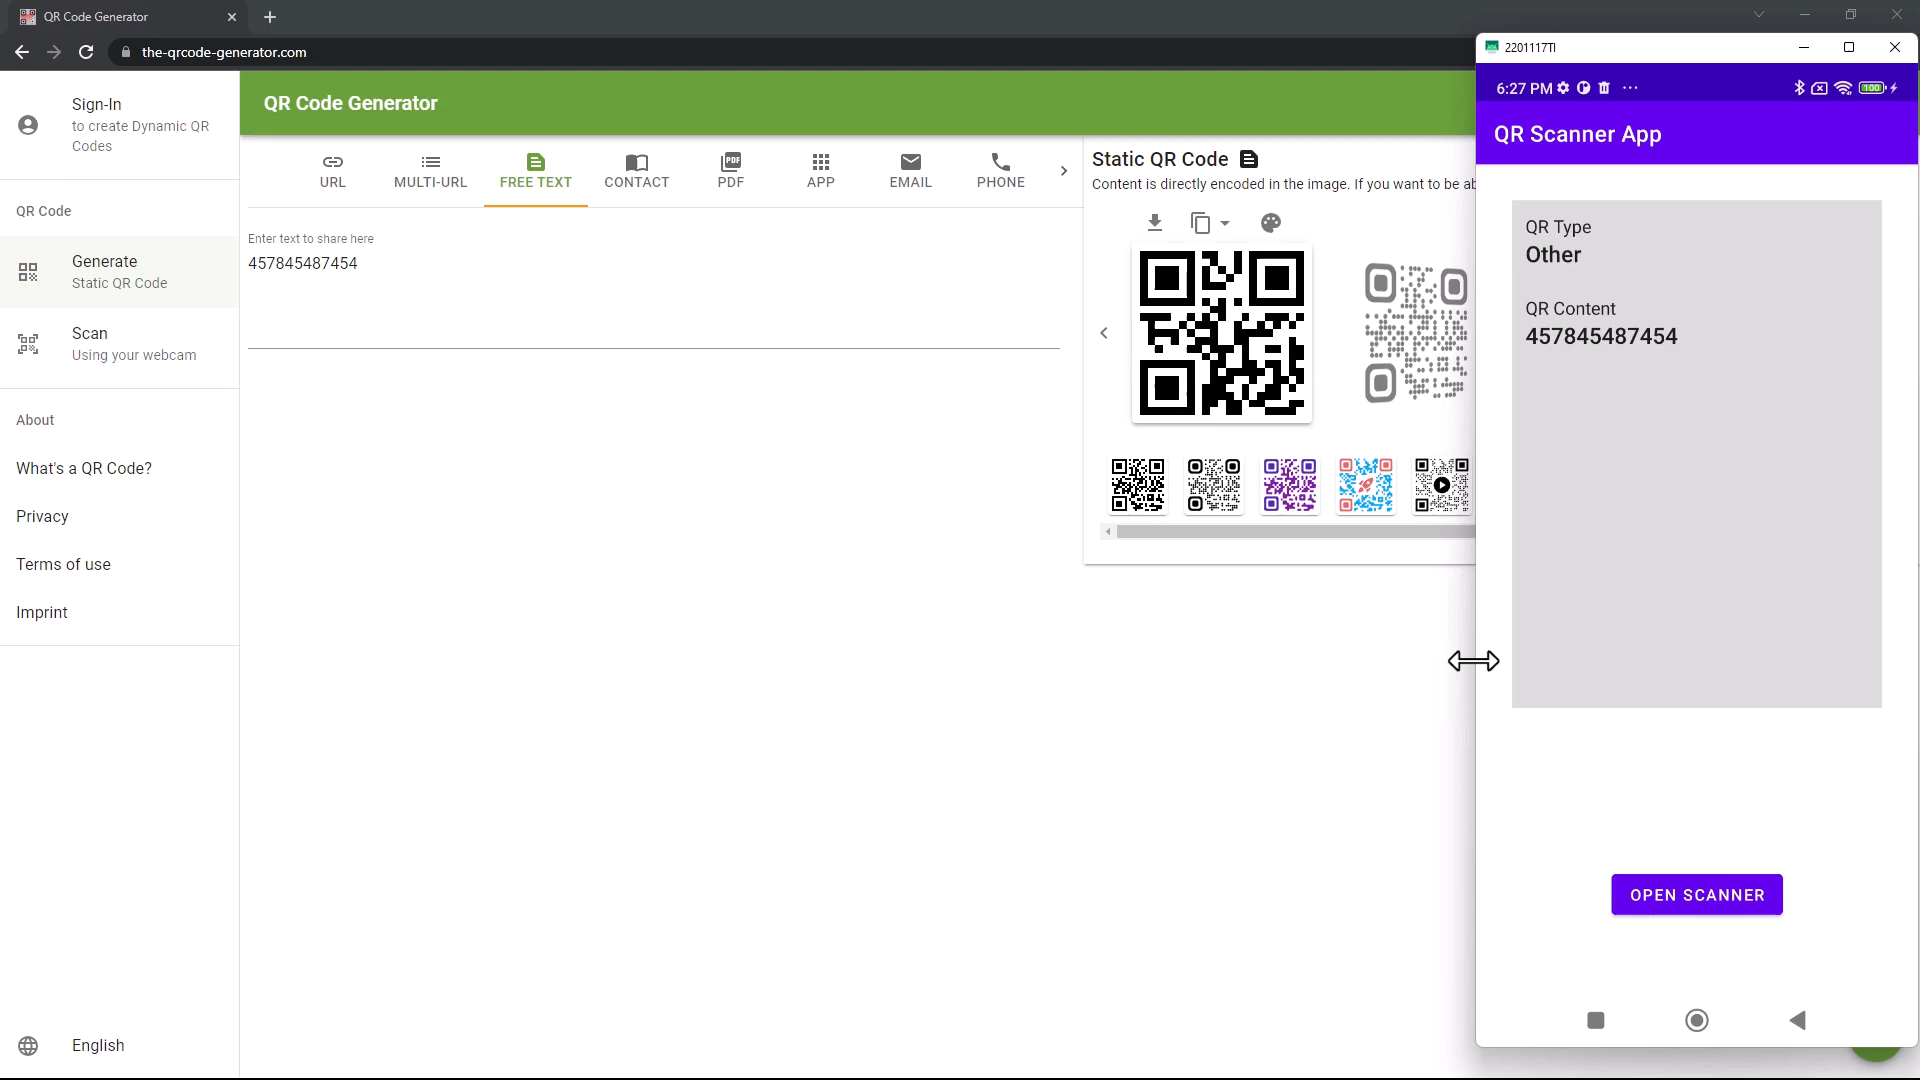 QR Code Generator
the-qrcode-generator.com
Sign-In
to create Dynamic QR
Codes
QR Code
Generate
Static QR Code
Scan
Using your webcam
About
What's a QR Code?
Privacy
Terms of use
Imprint
English
QR Code Generator
URL
MULTI-URL
FREE TEXT
CONTACT
PDF
PDF
APP
EMAIL
PHONE
Enter text to share here
457845487454
Static QR Code
Content is directly encoded in the image. If you want to be ab
2201117TI
6:27 PM
100
QR Scanner App
QR Type
Other
QR Content
457845487454
OPEN SCANNER